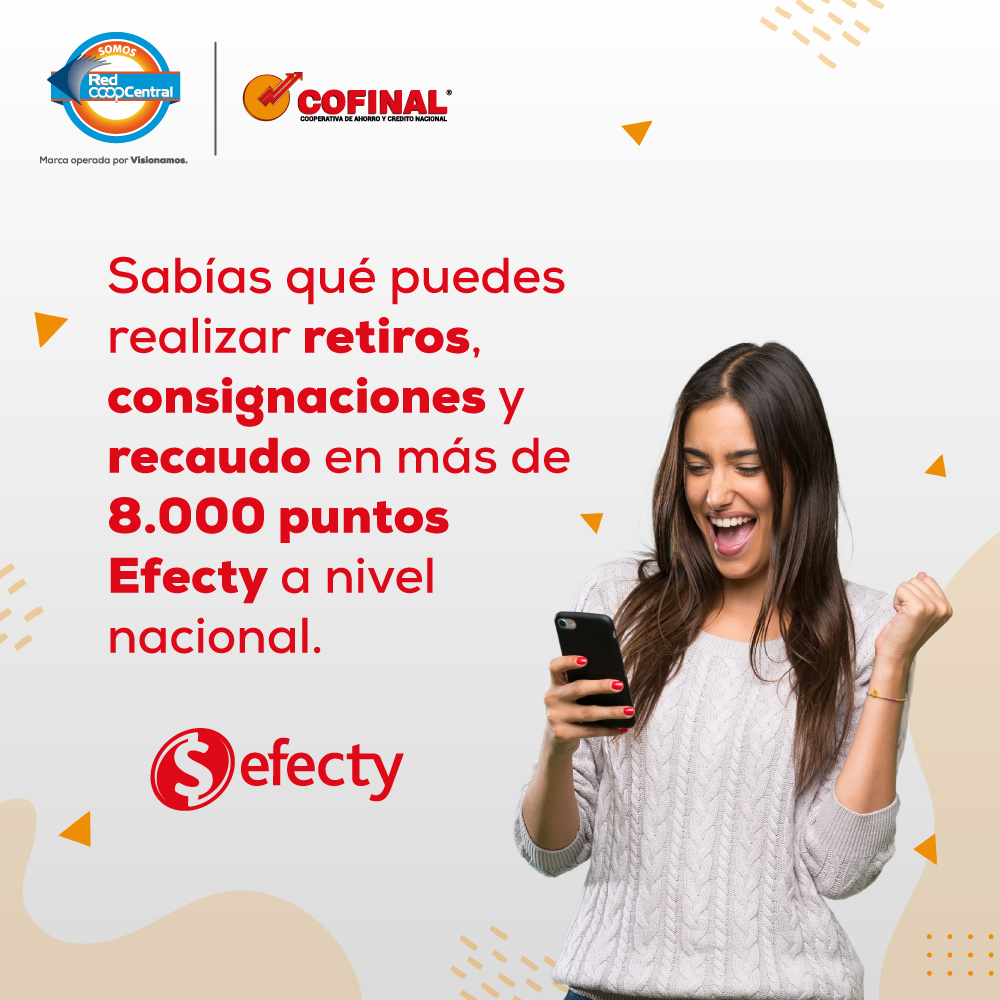 SOMOS
Red
coopCentral
Marca operada por Visionamos.
COFINAL®
COOPERATIVA DE AHORRO Y CREDITO NACIONAL
Sabías qué puedes
realizar retiros,
consignaciones y
recaudo en más de
8.000 puntos
Efecty a nivel
nacional.
$ efecty